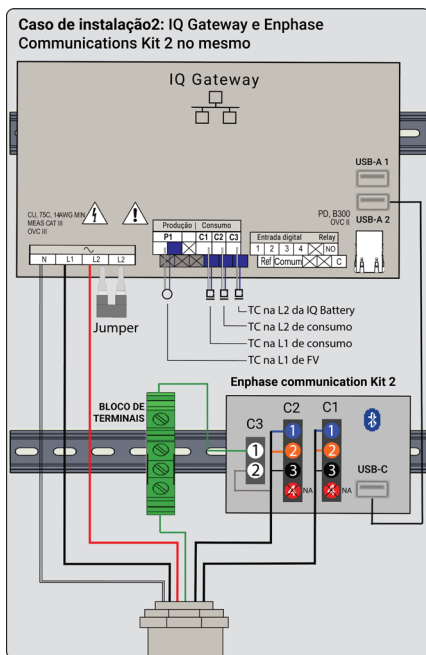 Caso de instalação2: IQ Gateway e Enphase
Communications Kit 2 no mesmo
IQ Gateway
USB-A 1
CU, 75C, 14AWG MIN
MEAS CAT III
OVC III
PD, B300
OVC II
USB-A 2
Produção Consumo
P1 C1 C2 C3
Entrada digital Relay
1 2 3 4 NO
Ref Comum C
N L1 L2 L2
Jumper
TC na L2 da IQ Battery
TC na L2 de consumo
TC na L1 de consumo
TC na L1 de FV
Enphase communication Kit 2
BLOCO DE
TERMINAIS
C3 C2 C1
1 1
1 2 2
2 3 3
4 NA 4 NA
USB-C